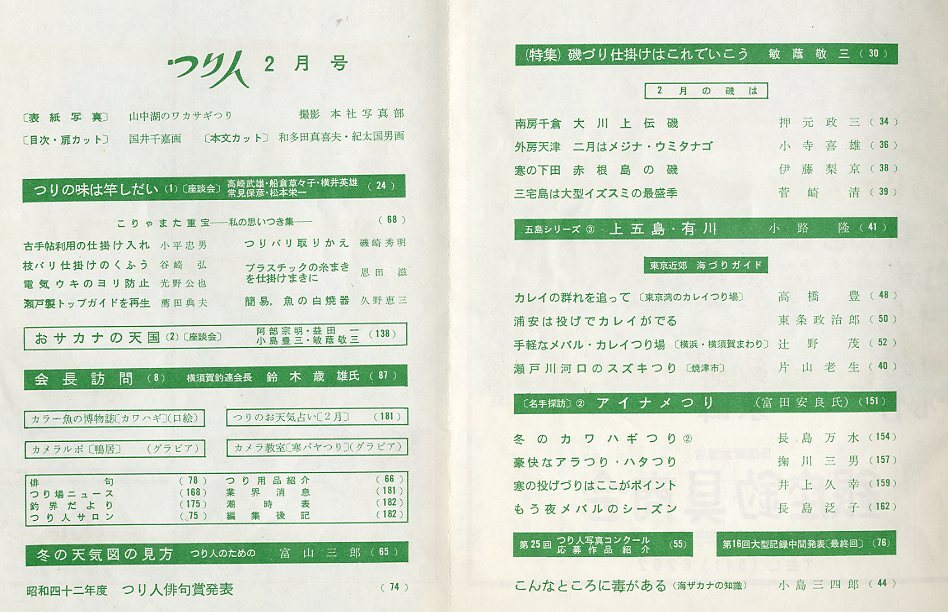 つり人 2月号
〔表紙写真〕 山中湖のワカサギつり 撮影 本社写真部
〔目次・扉カット〕 国井千嘉画 〔本文カット〕 和多田真喜夫・紀太国男画
つりの味は竿しだい(1)〔座談会〕 高崎武雄・船倉草々子・横井英雄 (24)
常見保彦・松本栄一
こりゃまた重宝──私の思いつき集── (68)
古手帖利用の仕掛け入れ 小平忠男
枝バリ仕掛けのくふう 谷崎弘
電気ウキのヨリ防止 光野公也
瀬戸製トップガイドを再生 薦田典夫
つりバリ取りかえ 磯崎秀明
プラスチックの糸まき
を仕掛けまきに 恩田滋
簡易,魚の白焼器 久野恵三
おサカナの天国(2)〔座談会〕 阿部宗明・益田一 (138)
小島豊三・敏蔭敬三
会長訪問(8) 横須賀釣連会長 鈴木歳雄氏 (87)
カラー魚の博物誌〔カワハギ〕(口絵)
つりのお天気占い〔2月〕 (181)
カメラルポ〔鴨居〕 (グラビア)
カメラ教室〔寒バヤつり〕(グラビア)
俳句 (78) つり用品紹介 (66)
つり場ニュース (168) 業界消息 (181)
釣界だより (175) 潮時表 (182)
つり人サロン (75) 編集後記 (182)
冬の天気図の見方 つり人のための 富山三郎 (65)
昭和四十二年度 つり人俳句賞発表 (74)
(特集)磯づり仕掛けはこれでいこう 敏蔭敬三 (30)
2月の磯は
南房千倉 大川上伝磯 押元政三 (34)
外房天津 二月はメジナ・ウミタナゴ 小寺喜雄 (36)
寒の下田 赤根島の磯 伊藤梨京 (38)
三宅島は大型イズスミの最盛季 菅崎清 (39)
五島シリーズ③・上五島・有川 小路隆 (41)
東京近郊 海づりガイド
カレイの群れを追って〔東京湾のカレイつり場〕 高橋豊 (48)
浦安は投げでカレイがでる 東条政治郎 (50)
手軽なメバル・カレイつり場〔横浜・横須賀まわり〕 辻野茂 (52)
瀬戸川河口のスズキつり〔焼津市〕 片山老生 (40)
〔名手探訪〕② アイナメつり (富田安良氏) (151)
冬のカワハギつり② 長島万水 (154)
豪快なアラつり・ハタつり 掬川三男 (157)
寒の投げづりはここがポイント 井上久幸 (159)
もう夜メバルのシーズン 長島泛子 (162)
第25回 つり人写真コンクール
応募作品紹介 (55)
第16回大型記録中間発表〔最終回〕 (76)
こんなところに毒がある(海ザカナの知識) 小島三四郎 (44)